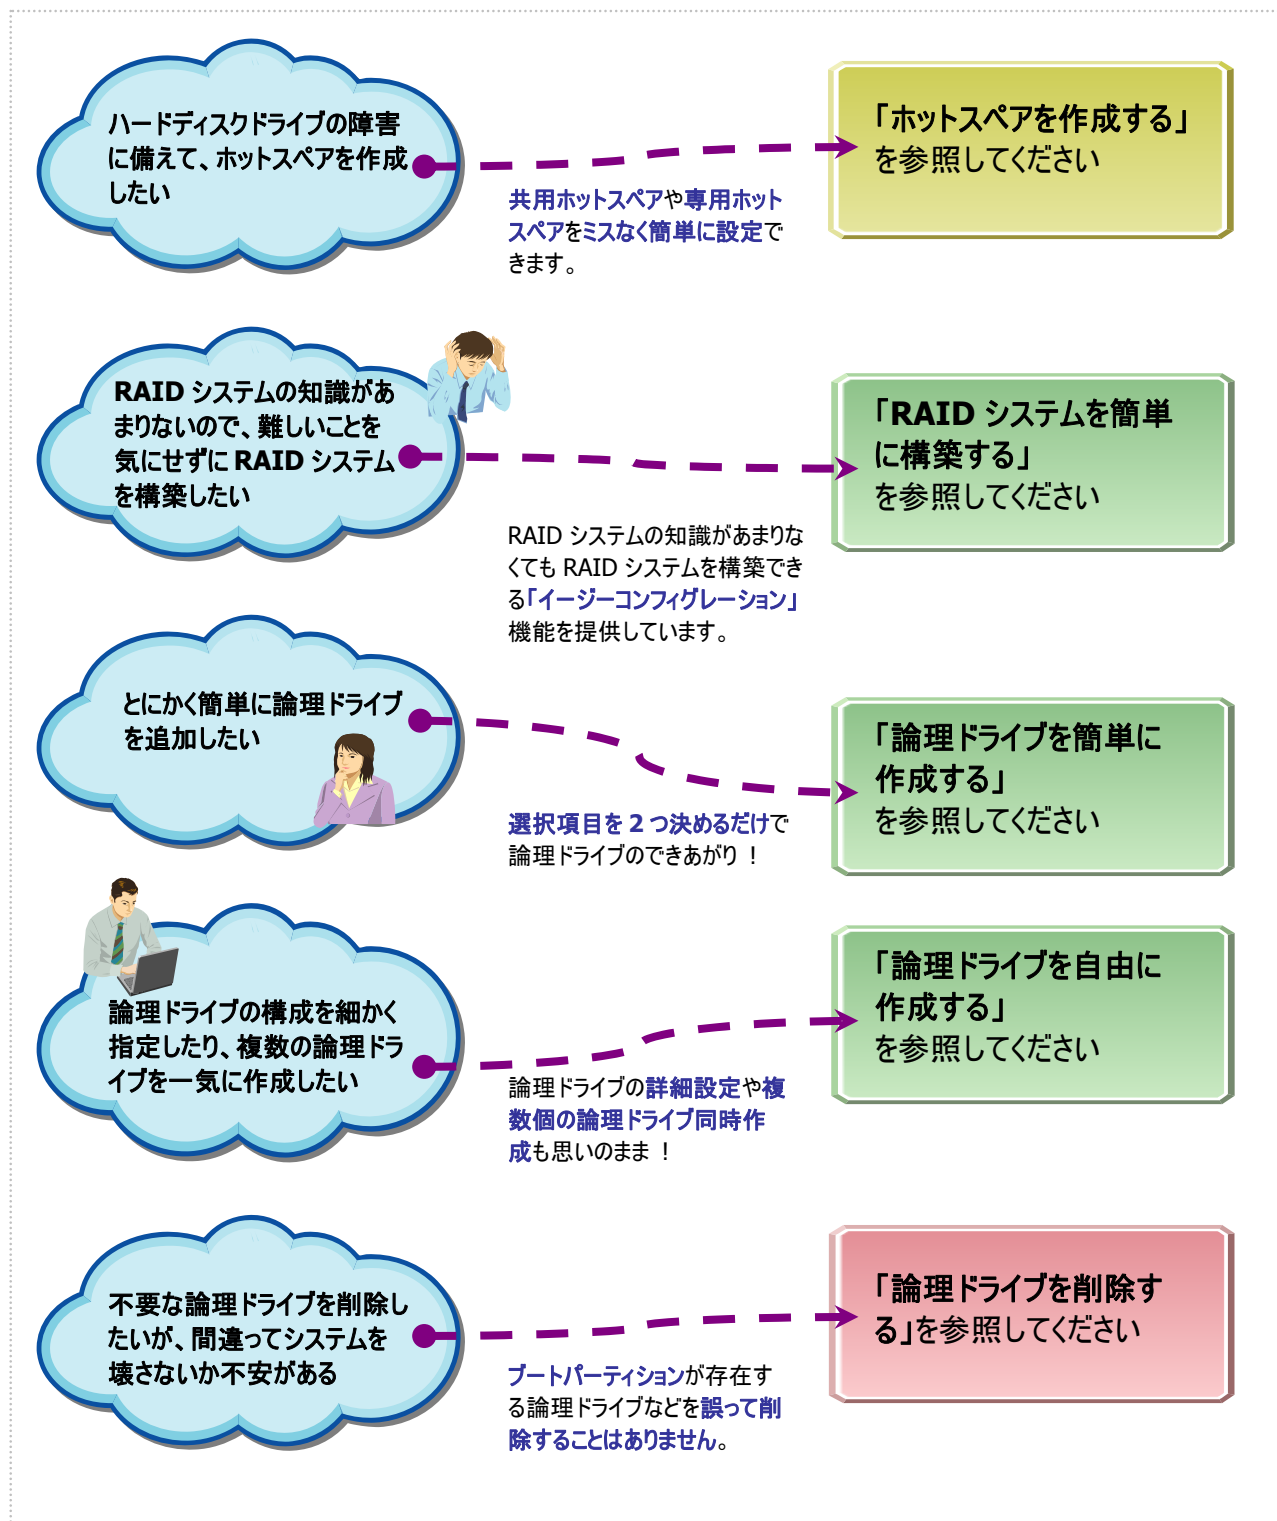 ハードディスクドライブの障害
に備えて、ホットスペアを作成
したい
「ホットスペアを作成する」
を参照してください
共用ホットスペアや専用ホット
スペアをミスなく簡単に設定で
きます。
RAID システムの知識があ
まりないので、難しいことを
気にせずに RAID システム
を構築したい
「RAID システムを簡単
に構築する」
を参照してください
RAID システムの知識があまりな
くても RAID システムを構築でき
る「イージーコンフィグレーション」
機能を提供しています。
とにかく簡単に論理ドライブ
を追加したい
「論理ドライブを簡単に
作成する」
を参照してください
選択項目を 2 つ決めるだけで
論理ドライブのできあがり！
論理ドライブの構成を細かく
指定したり、複数の論理ドラ
イブを一気に作成したい
「論理ドライブを自由に
作成する」
を参照してください
論理ドライブの詳細設定や複
数個の論理ドライブ同時作
成も思いのまま！
不要な論理ドライブを削除し
たいが、間違ってシステムを
壊さないか不安がある
「論理ドライブを削除す
る」を参照してください
ブートパーティションが存在す
る論理ドライブなどを誤って削
除することはありません。